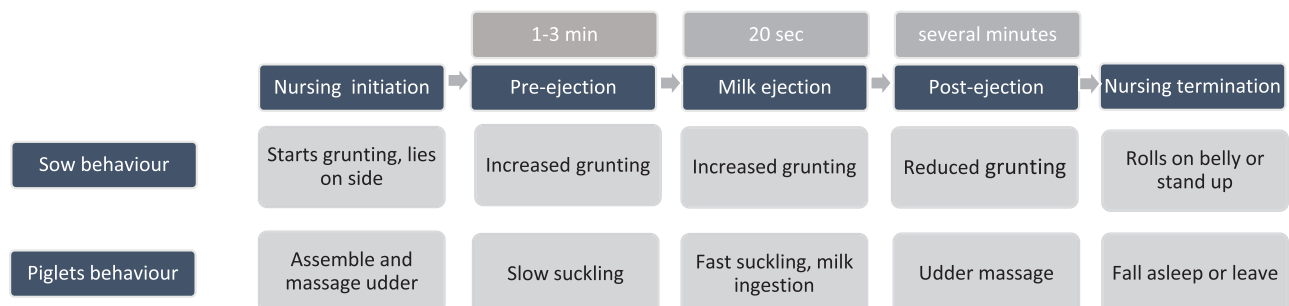 1-3 min
20 sec
several minutes
Nursing initiation
Pre-ejection
Milk ejection
Post-ejection
Nursing termination
Sow behaviour
Starts grunting, lies
on side
Increased grunting
Increased grunting
Reduced grunting
Rolls on belly or
stand up
Piglets behaviour
Assemble and
massage udder
Slow suckling
Fast suckling, milk
ingestion
Udder massage
Fall asleep or leave